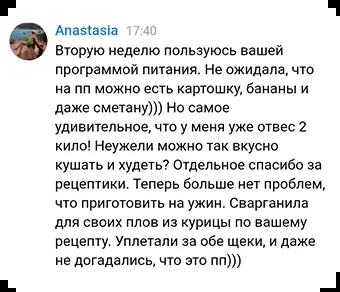 Anastasia 17:40
Вторую неделю пользуюсь вашей
программой питания. Не ожидала, что
на пп можно есть картошку, бананы и
даже сметану))) Но самое
удивительное, что у меня уже отвес 2
кило! Неужели можно так вкусно
кушать и худеть? Отдельное спасибо за
рецептики. Теперь больше нет проблем,
что приготовить на ужин. Сварганила
для своих плов из курицы по вашему
рецепту. Уплетали за обе щеки, и даже
не догадались, что это пп)))